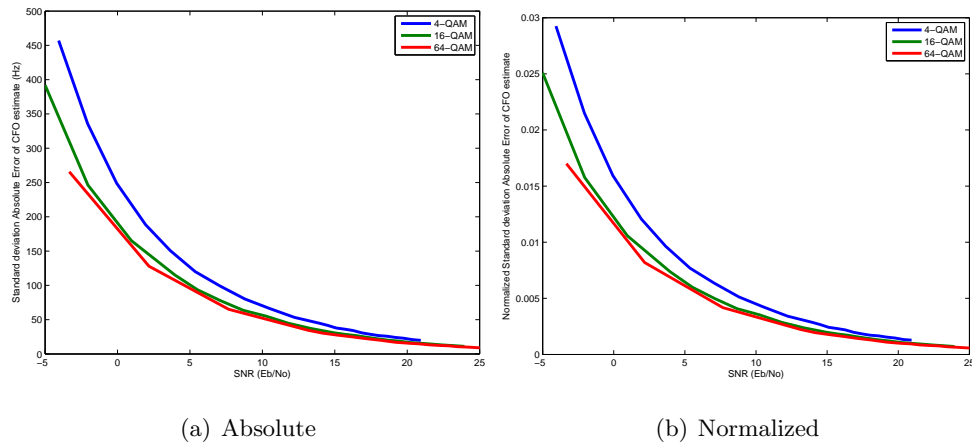 Standard deviation Absolute Error of CFO estimate (Hz)
500
450
400
350
300
250
200
150
100
50
0
4−QAM
16−QAM
64−QAM
−5 0 5 10 15 20 25
SNR (Eb/No)
(a) Absolute
Normalized Standard deviation Absolute Error of CFO estimate
0.03
0.025
0.02
0.015
0.01
0.005
0
4−QAM
16−QAM
64−QAM
−5 0 5 10 15 20 25
SNR (Eb/No)
(b) Normalized